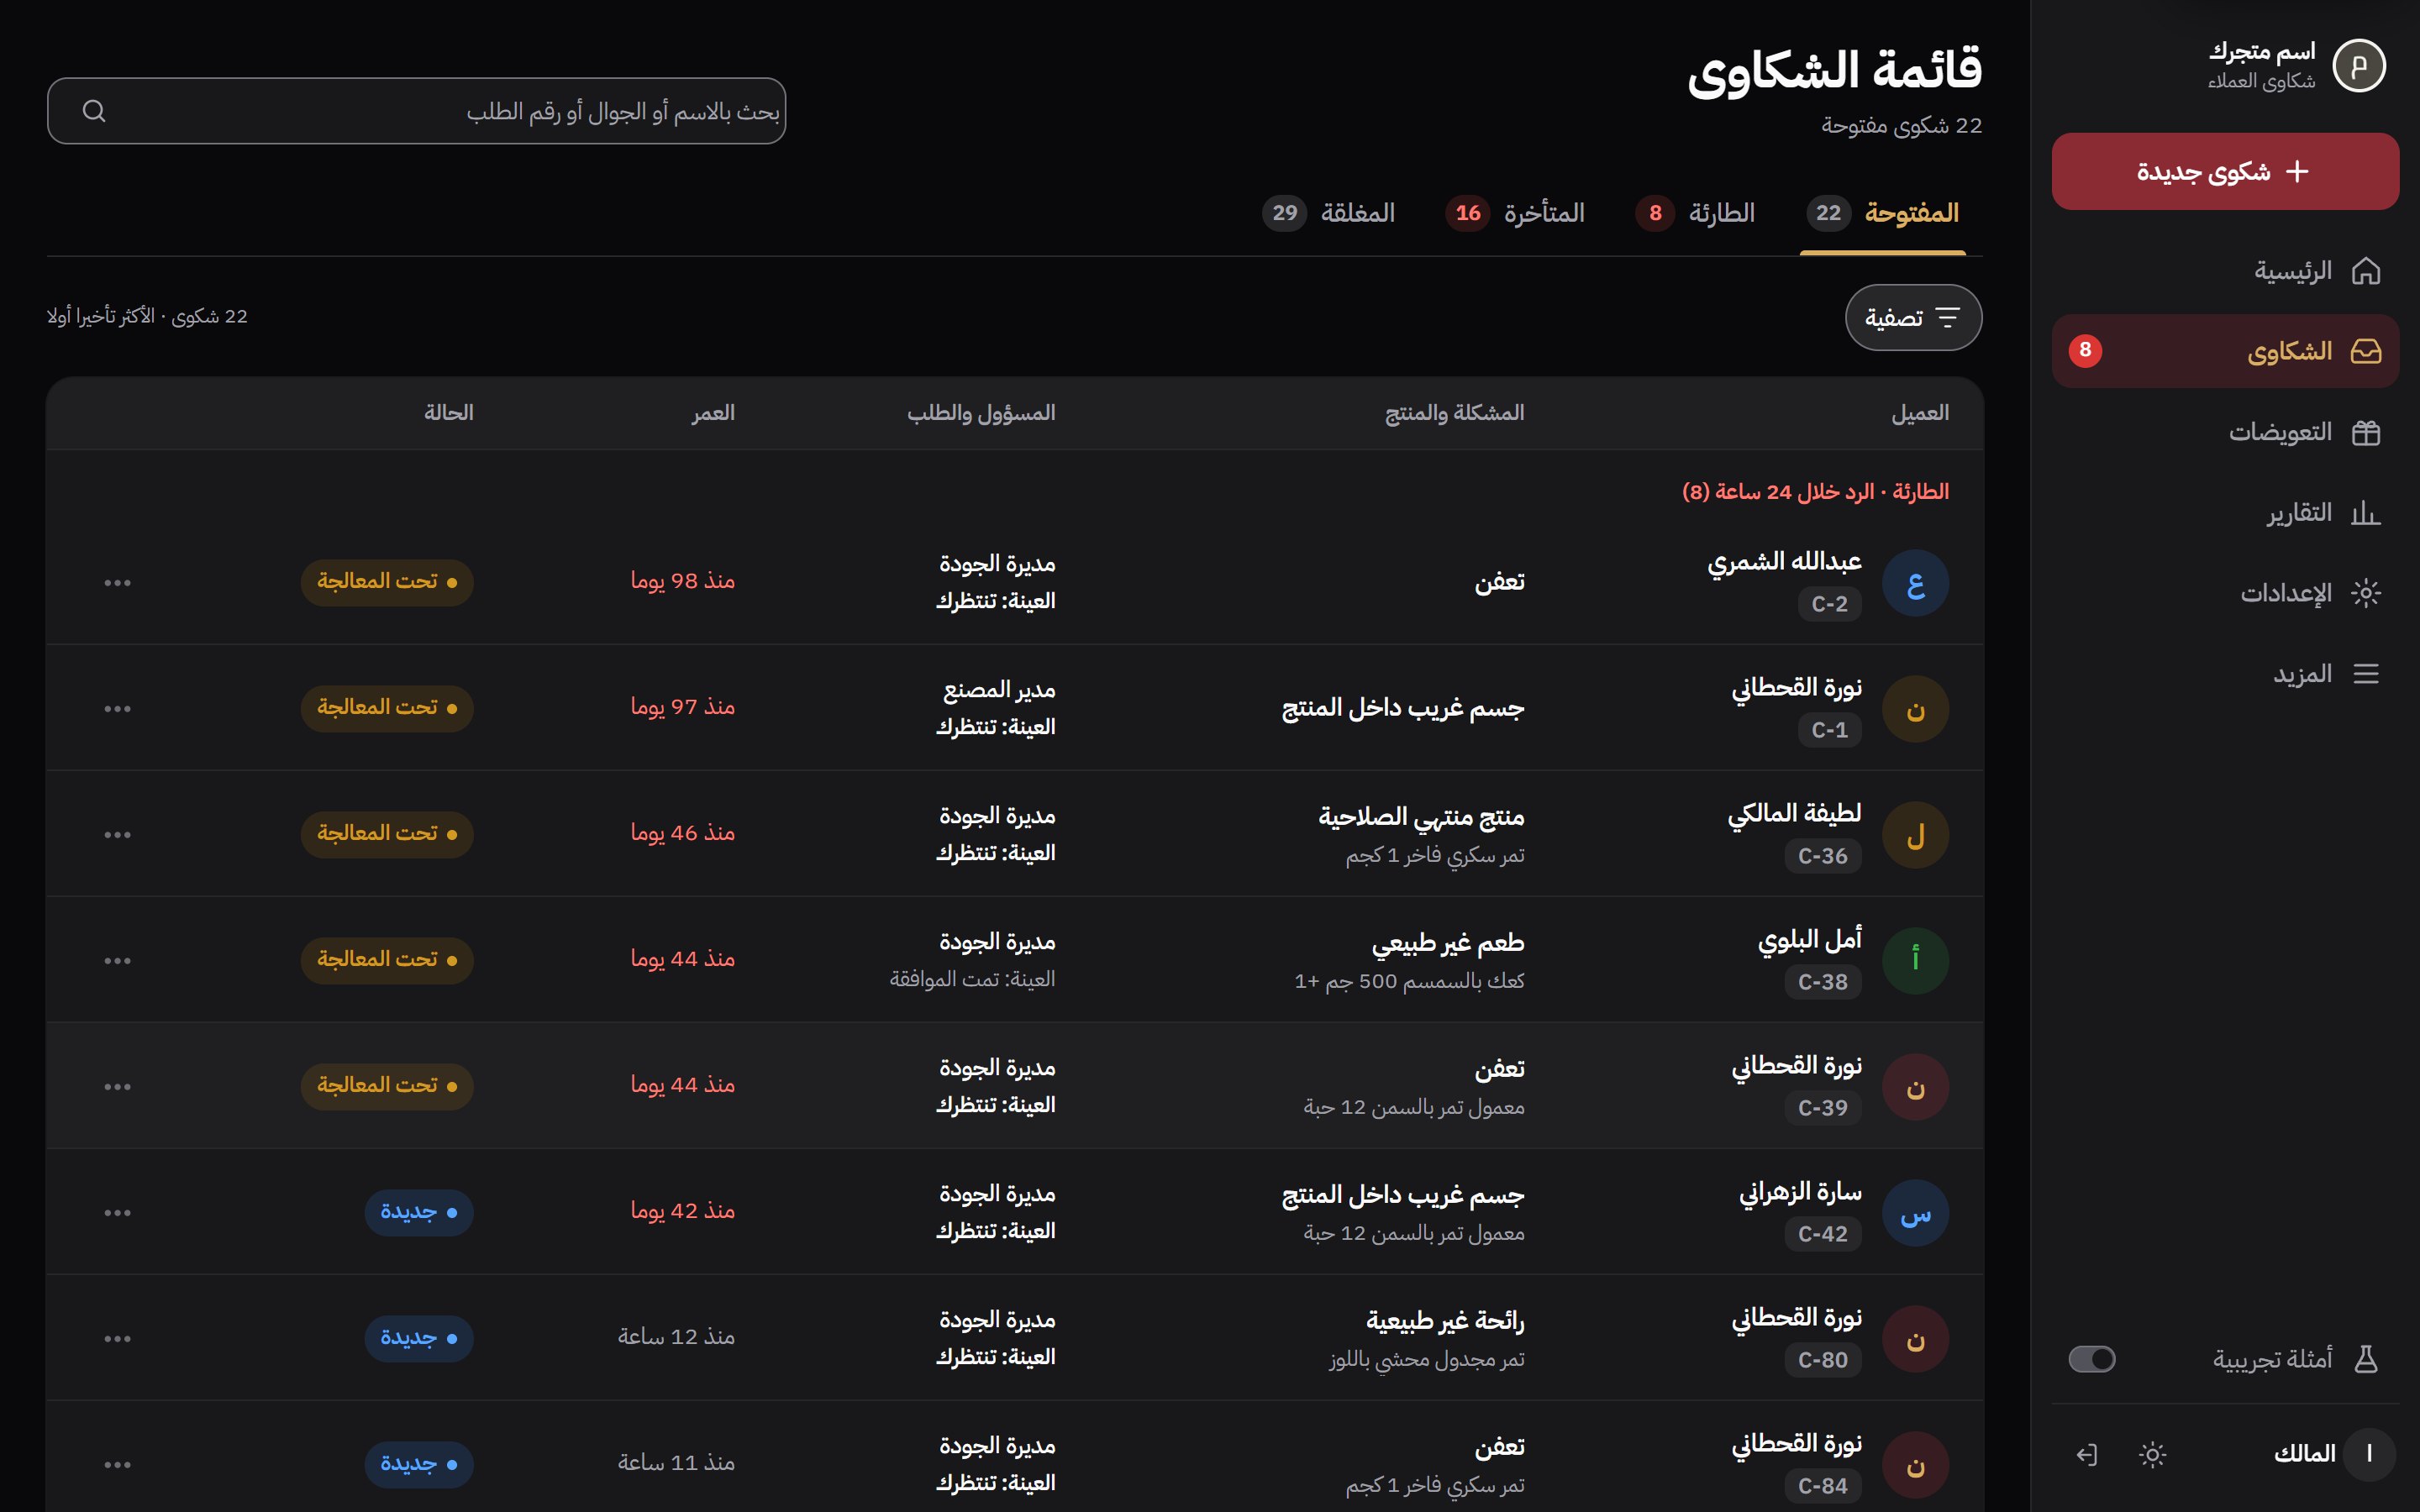 اسم متجرك
شكاوى العملاء
م
شكوى جديدة
الرئيسية
الشكاوى 8
التعويضات
التقارير
الإعدادات
المزيد
أمثلة تجريبية
ا المالك
قائمة الشكاوى
22 شكوى مفتوحة
بحث بالاسم أو الجوال أو رقم الطلب
المفتوحة 22 الطارئة 8 المتأخرة 16 المغلقة 29
تصفية
22 شكوى · الأكثر تأخيرا أولا
العميل المشكلة والمنتج المسؤول والطلب العمر الحالة
الطارئة · الرد خلال 24 ساعة (8)
ع عبدالله الشمري
C-2
تعفن
مديرة الجودة
العينة: تنتظرك
منذ 98 يوما
تحت المعالجة
ن نورة القحطاني
C-1
جسم غريب داخل المنتج
مدير المصنع
العينة: تنتظرك
منذ 97 يوما
تحت المعالجة
ل لطيفة المالكي
C-36
منتج منتهي الصلاحية
تمر سكري فاخر 1 كجم
مديرة الجودة
العينة: تنتظرك
منذ 46 يوما
تحت المعالجة
أ أمل البلوي
C-38
طعم غير طبيعي
كعك بالسمسم 500 جم +1
مديرة الجودة
العينة: تمت الموافقة
منذ 44 يوما
تحت المعالجة
ن نورة القحطاني
C-39
تعفن
معمول تمر بالسمن 12 حبة
مديرة الجودة
العينة: تنتظرك
منذ 44 يوما
تحت المعالجة
س سارة الزهراني
C-42
جسم غريب داخل المنتج
معمول تمر بالسمن 12 حبة
مديرة الجودة
العينة: تنتظرك
منذ 42 يوما
جديدة
ن نورة القحطاني
C-80
رائحة غير طبيعية
تمر مجدول محشي باللوز
مديرة الجودة
العينة: تنتظرك
منذ 12 ساعة
جديدة
ن نورة القحطاني
C-84
تعفن
تمر سكري فاخر 1 كجم
مديرة الجودة
العينة: تنتظرك
منذ 11 ساعة
جديدة